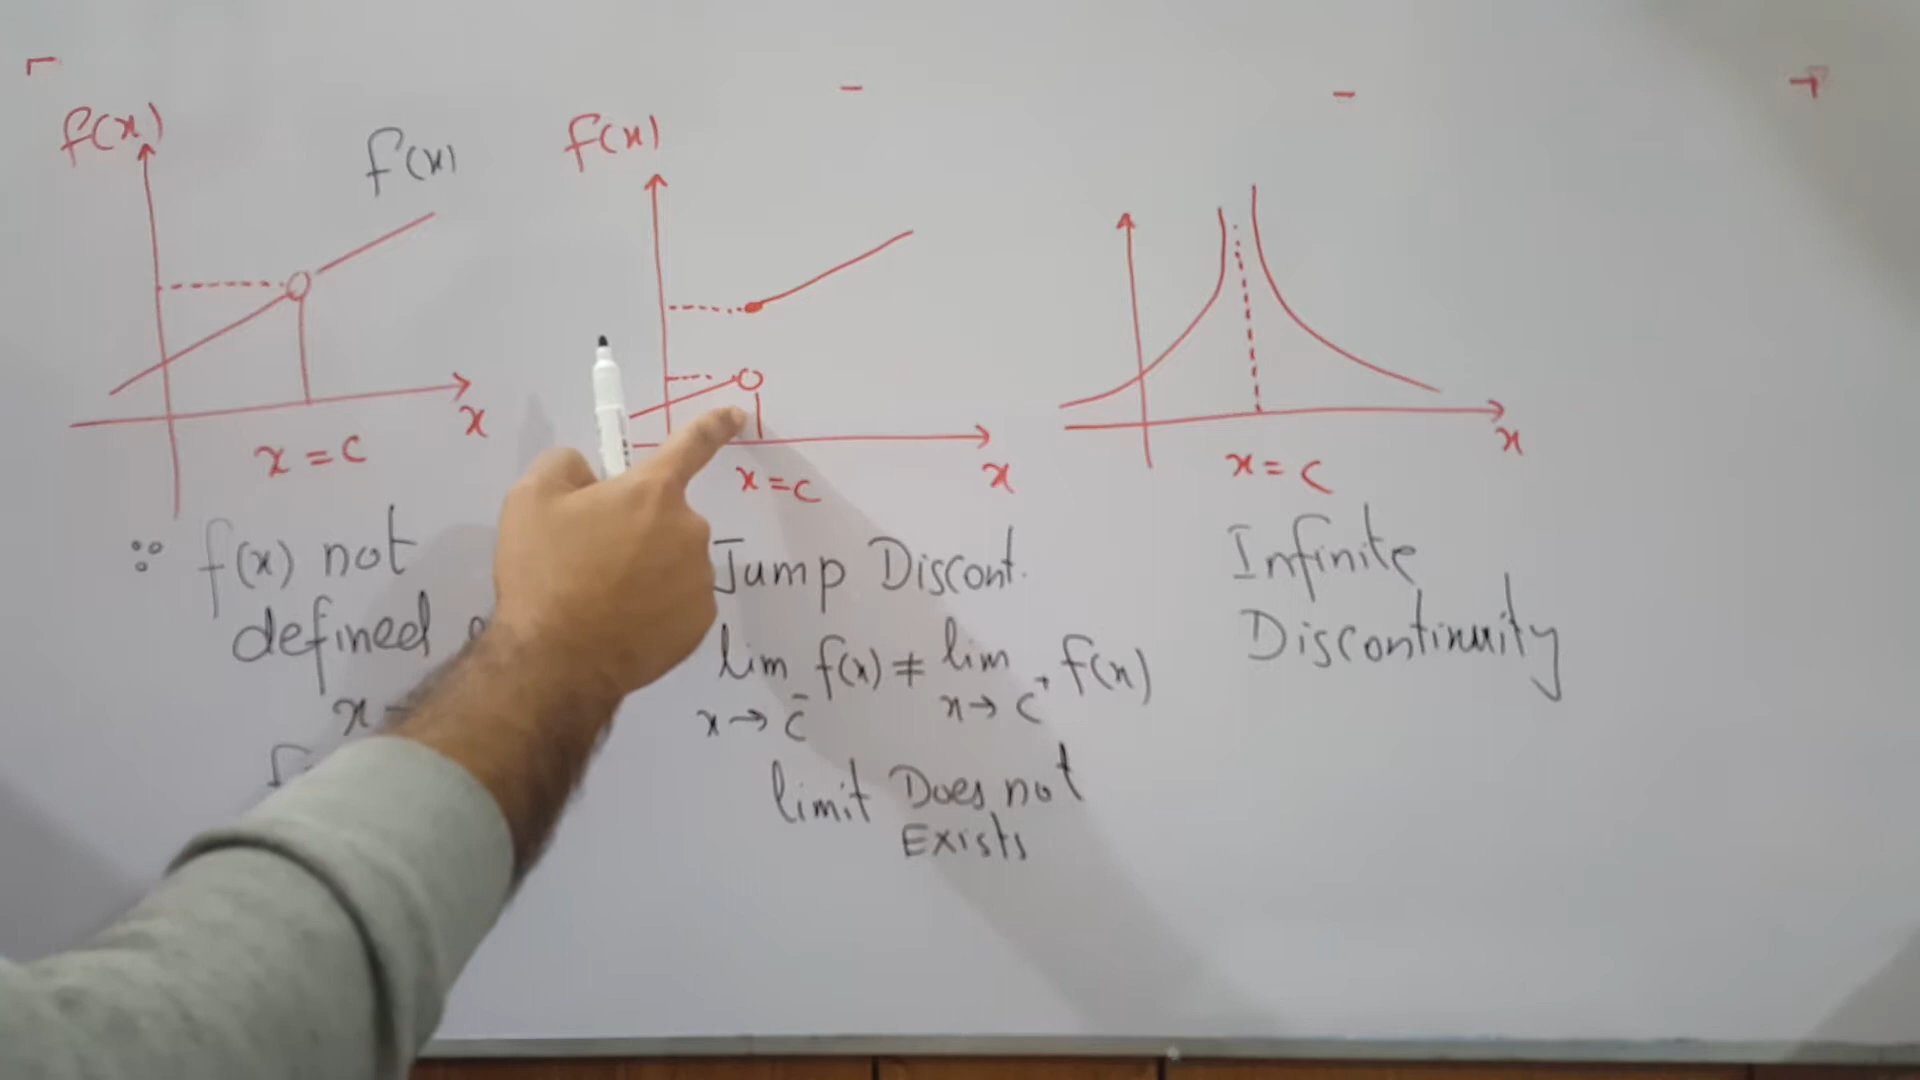 f(x)
f(x)
x
x = c
∵ f(x) not
defined
x →
f(x)
x
x = c
Jump Discont.
lim f(x) ≠ lim f(x)
x → c⁻ x → c⁺
limit Does not
Exists
x
x = c
Infinite
Discontinuity